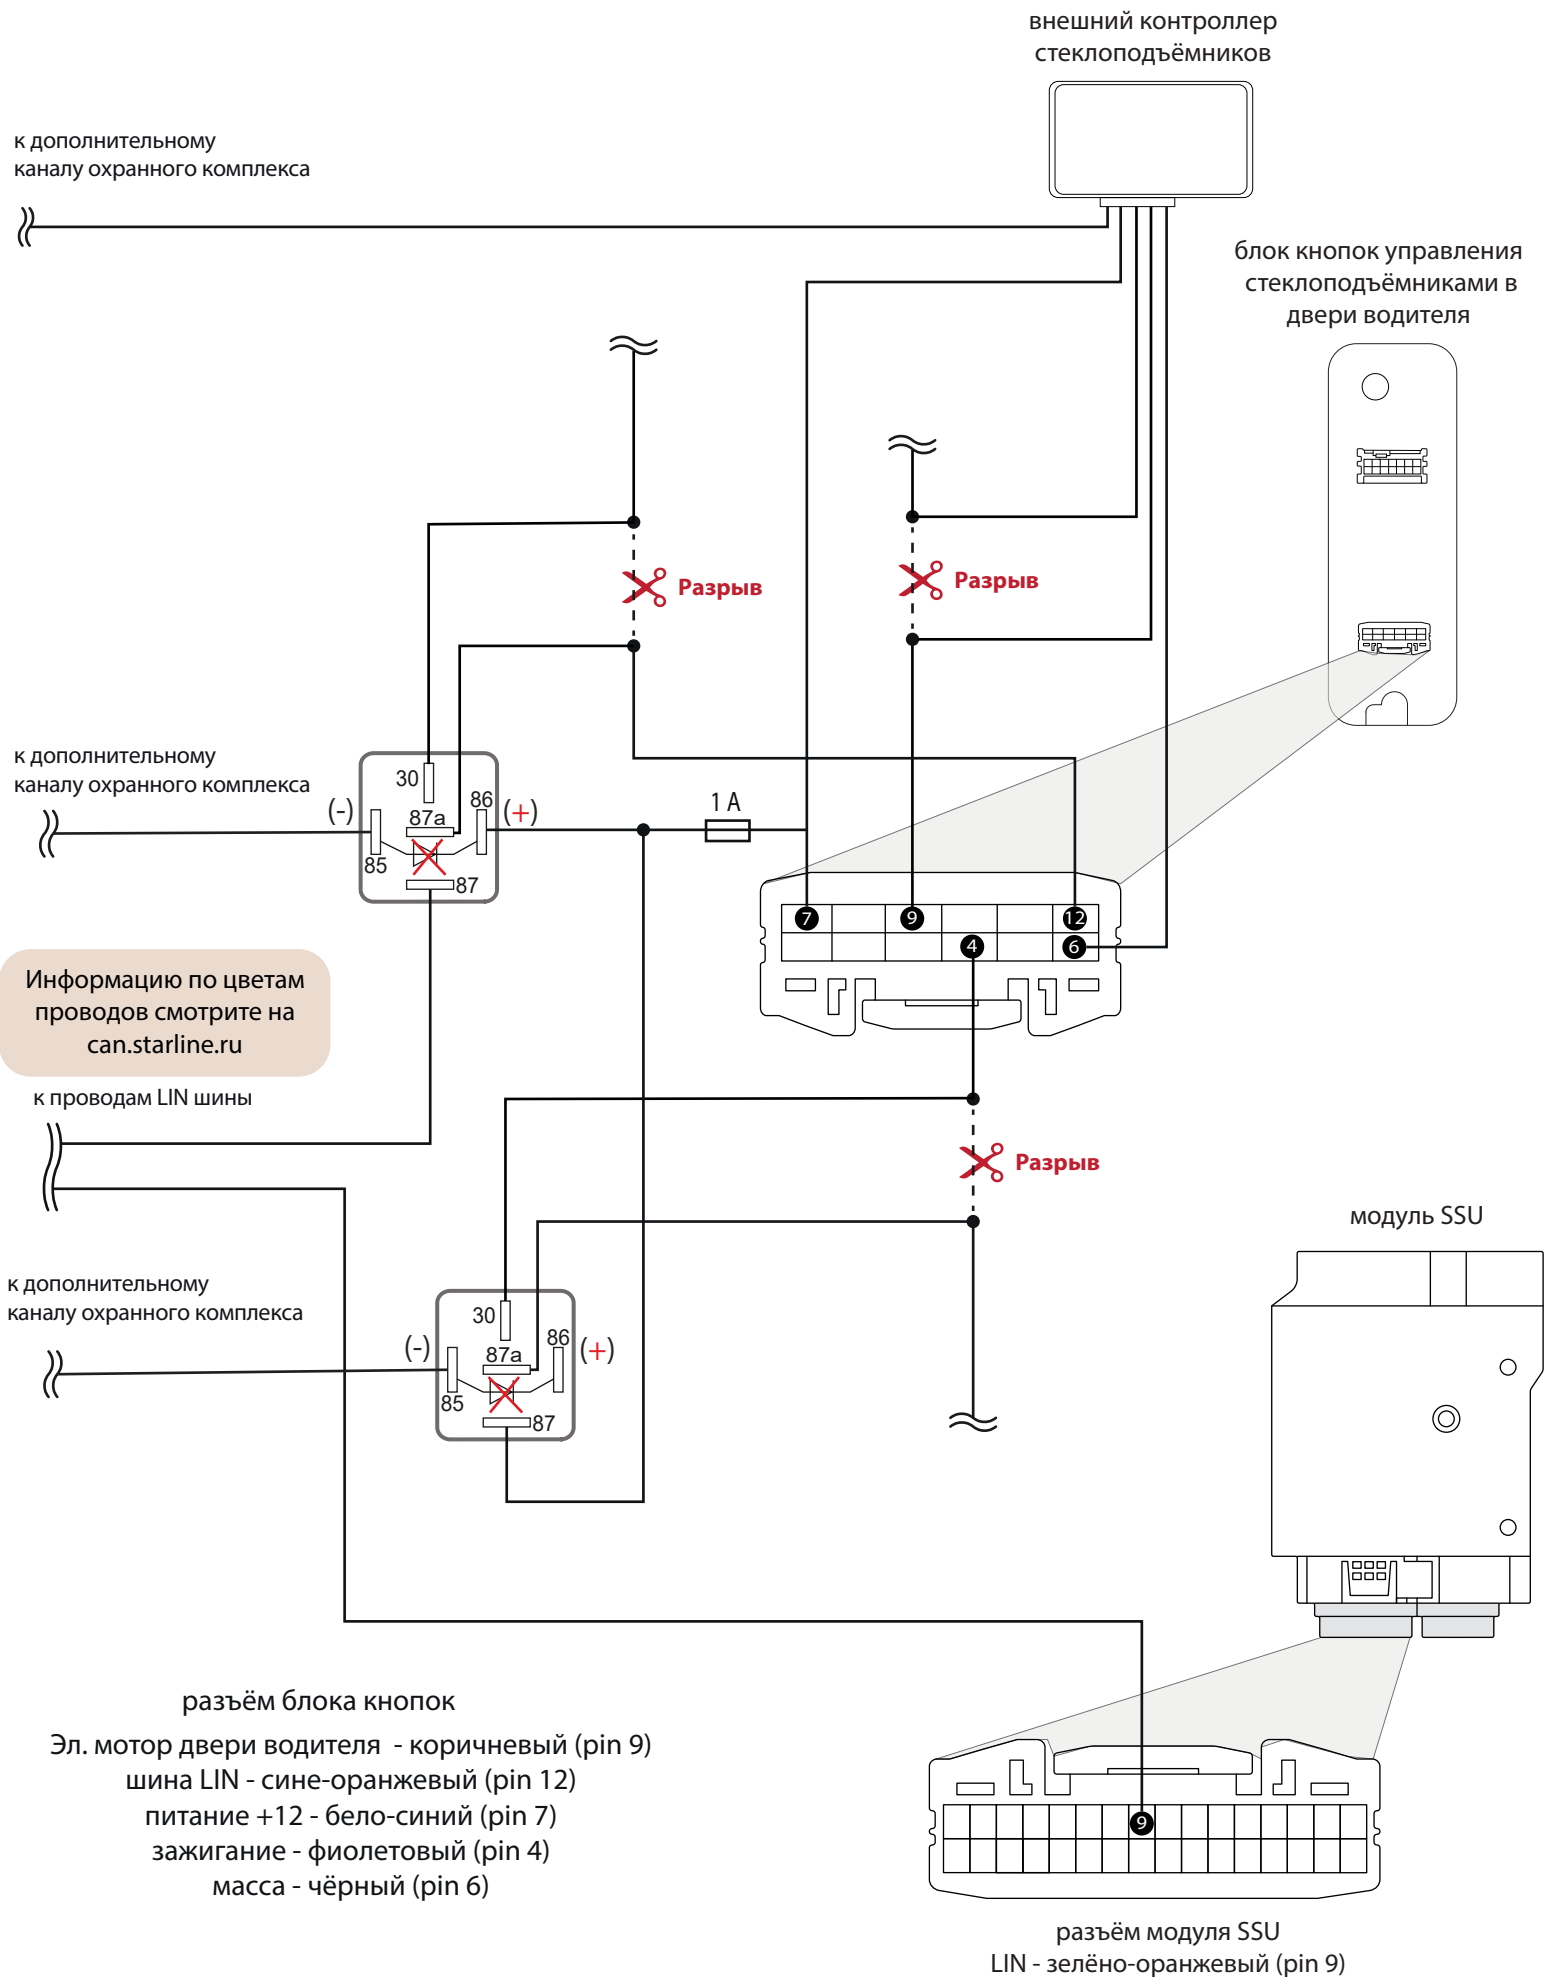 внешний контроллер
стеклоподъёмников
к дополнительному
каналу охранного комплекса
блок кнопок управления
стеклоподъёмниками в
двери водителя
Разрыв
Разрыв
к дополнительному
каналу охранного комплекса
(-)
30
87a
86
(+)
85
87
1 A
7
9
12
4
6
Информацию по цветам
проводов смотрите на
can.starline.ru
к проводам LIN шины
Разрыв
модуль SSU
к дополнительному
каналу охранного комплекса
(-)
30
87a
86
(+)
85
87
разъём блока кнопок
Эл. мотор двери водителя - коричневый (pin 9)
шина LIN - сине-оранжевый (pin 12)
питание +12 - бело-синий (pin 7)
зажигание - фиолетовый (pin 4)
масса - чёрный (pin 6)
9
разъём модуля SSU
LIN - зелёно-оранжевый (pin 9)